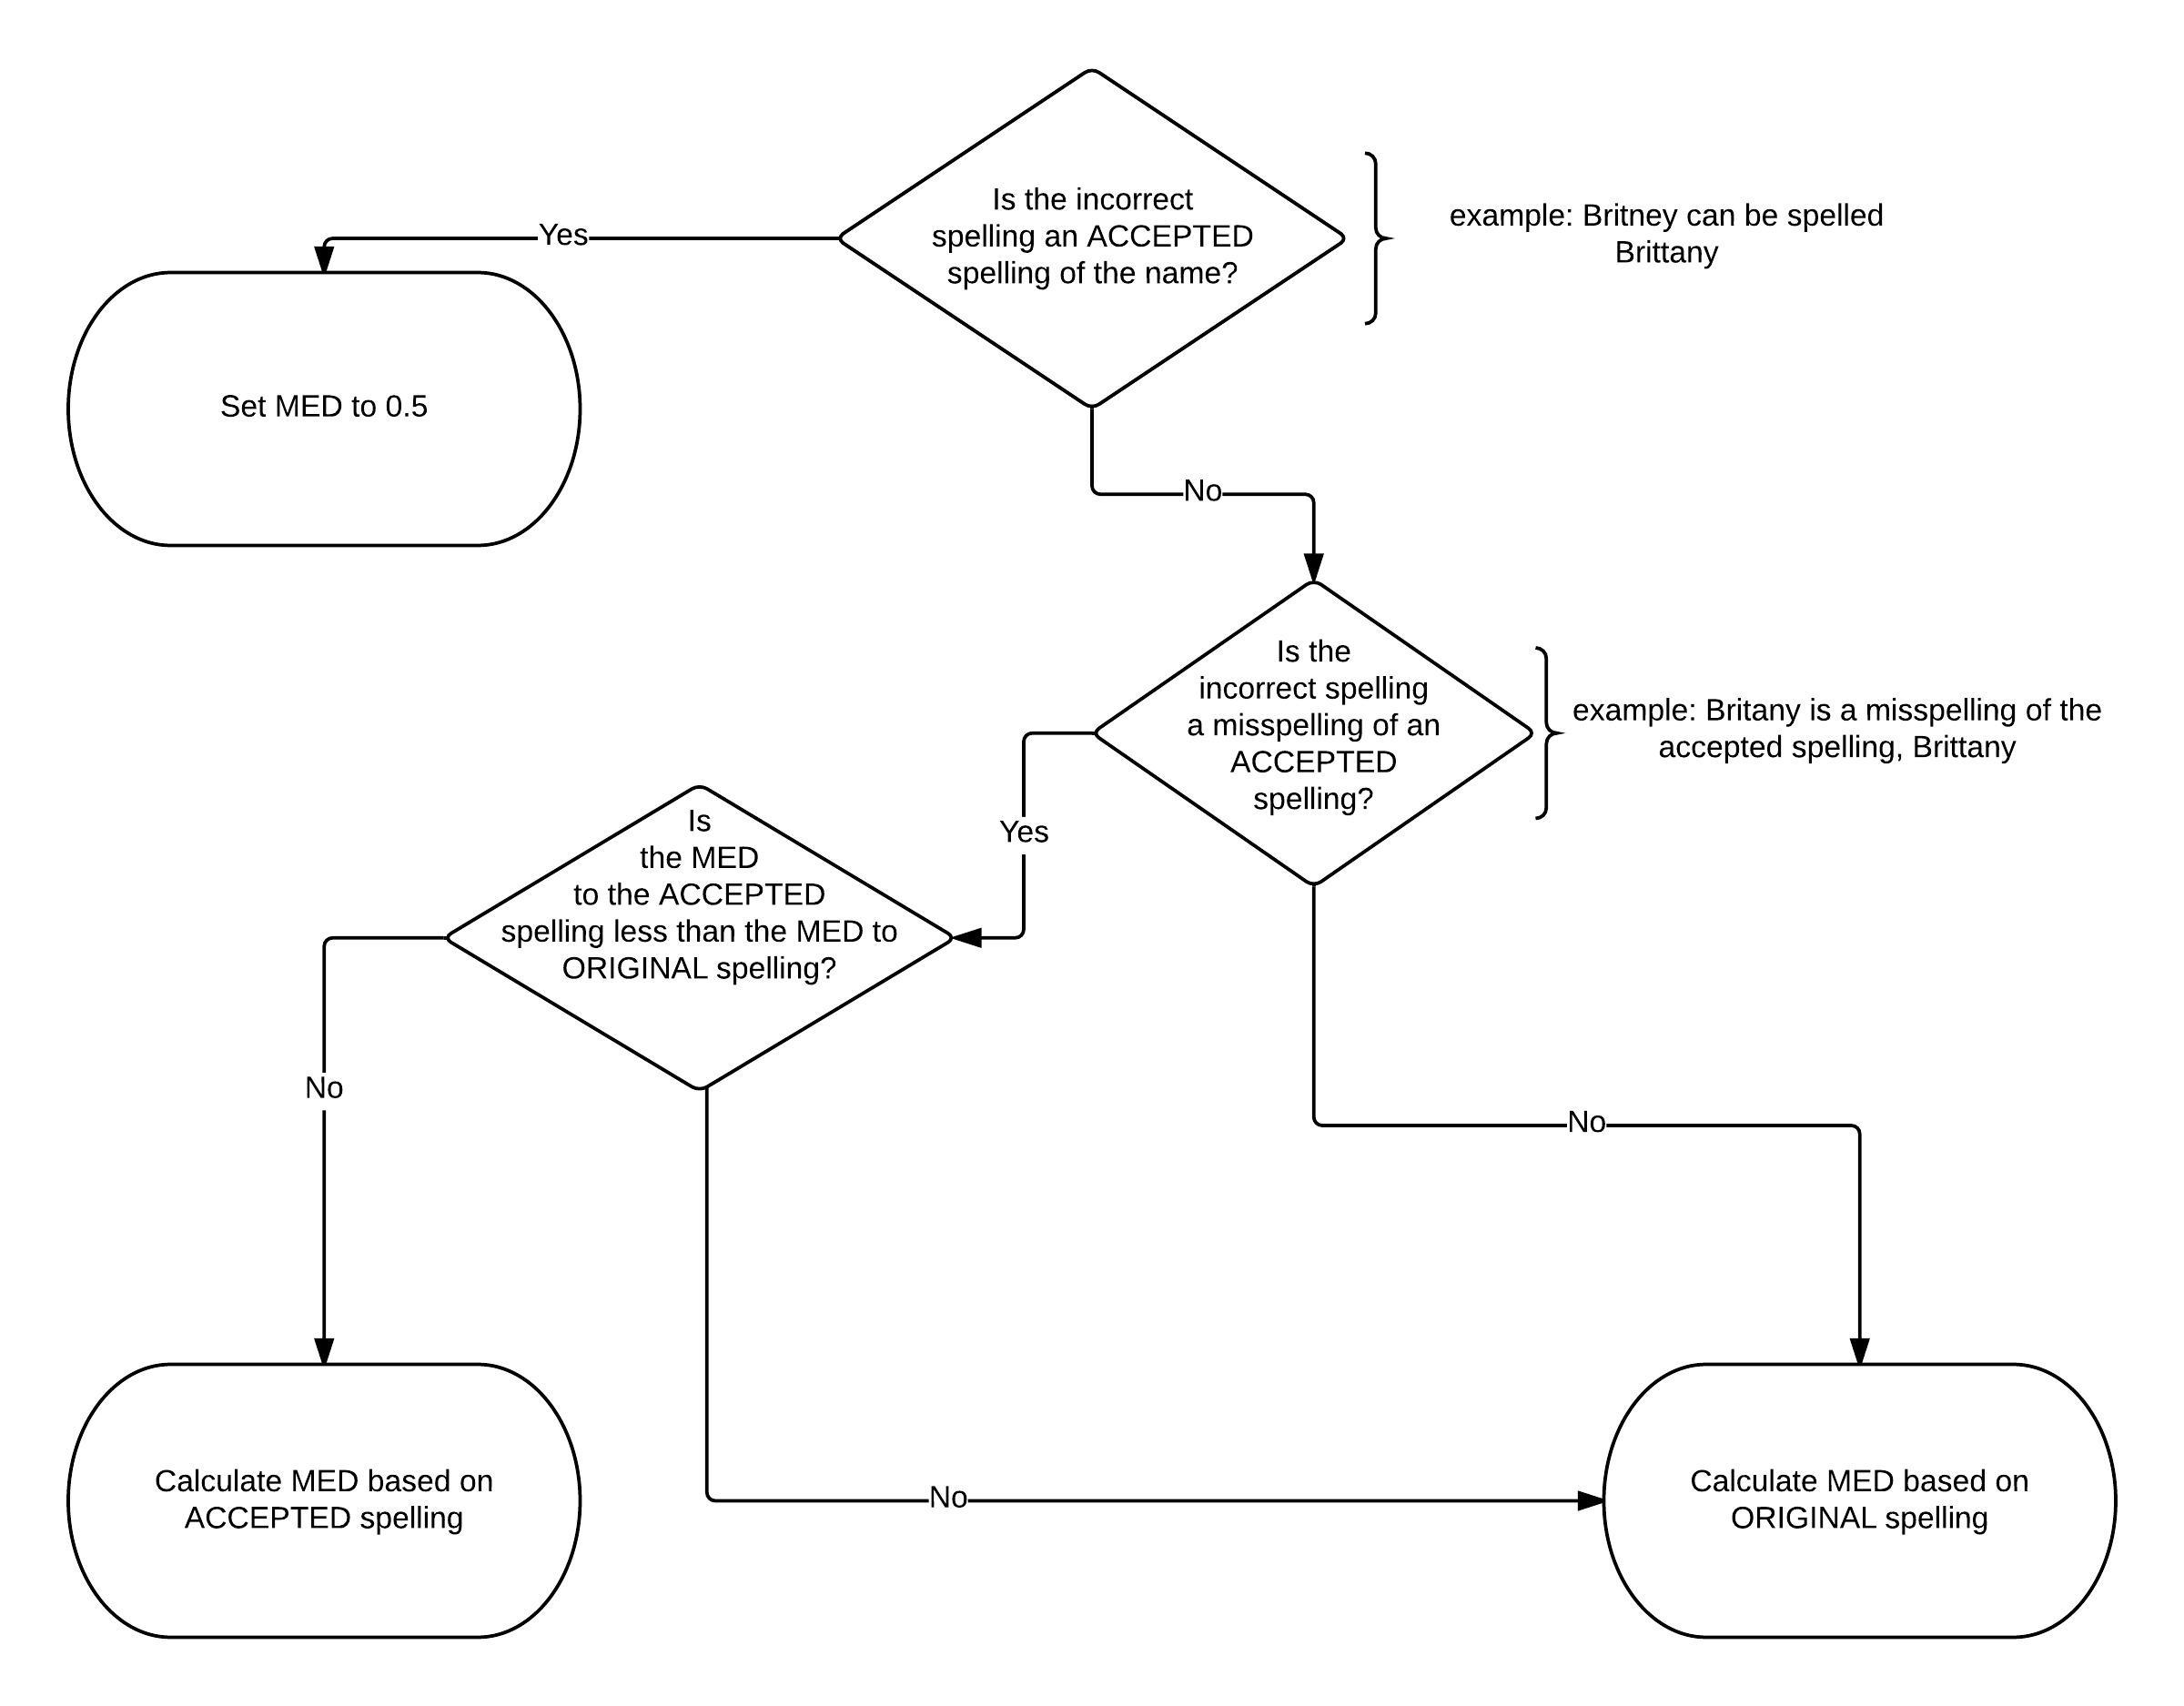 Is the incorrect
spelling an ACCEPTED
spelling of the name?
example: Britney can be spelled
Brittany
Yes
Set MED to 0.5
No
Is the
incorrect spelling
a misspelling of an
ACCEPTED
spelling?
example: Britany is a misspelling of the
accepted spelling, Brittany
Yes
Is
the MED
to the ACCEPTED
spelling less than the MED to
ORIGINAL spelling?
No
No
No
Calculate MED based on
ACCEPTED spelling
Calculate MED based on
ORIGINAL spelling